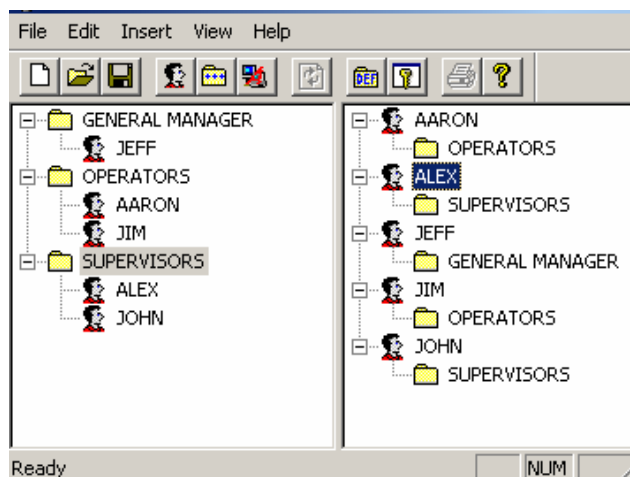 File Edit Insert View Help
DEF
GENERAL MANAGER
JEFF
OPERATORS
AARON
JIM
SUPERVISORS
ALEX
JOHN
AARON
OPERATORS
ALEX
SUPERVISORS
JEFF
GENERAL MANAGER
JIM
OPERATORS
JOHN
SUPERVISORS
Ready NUM